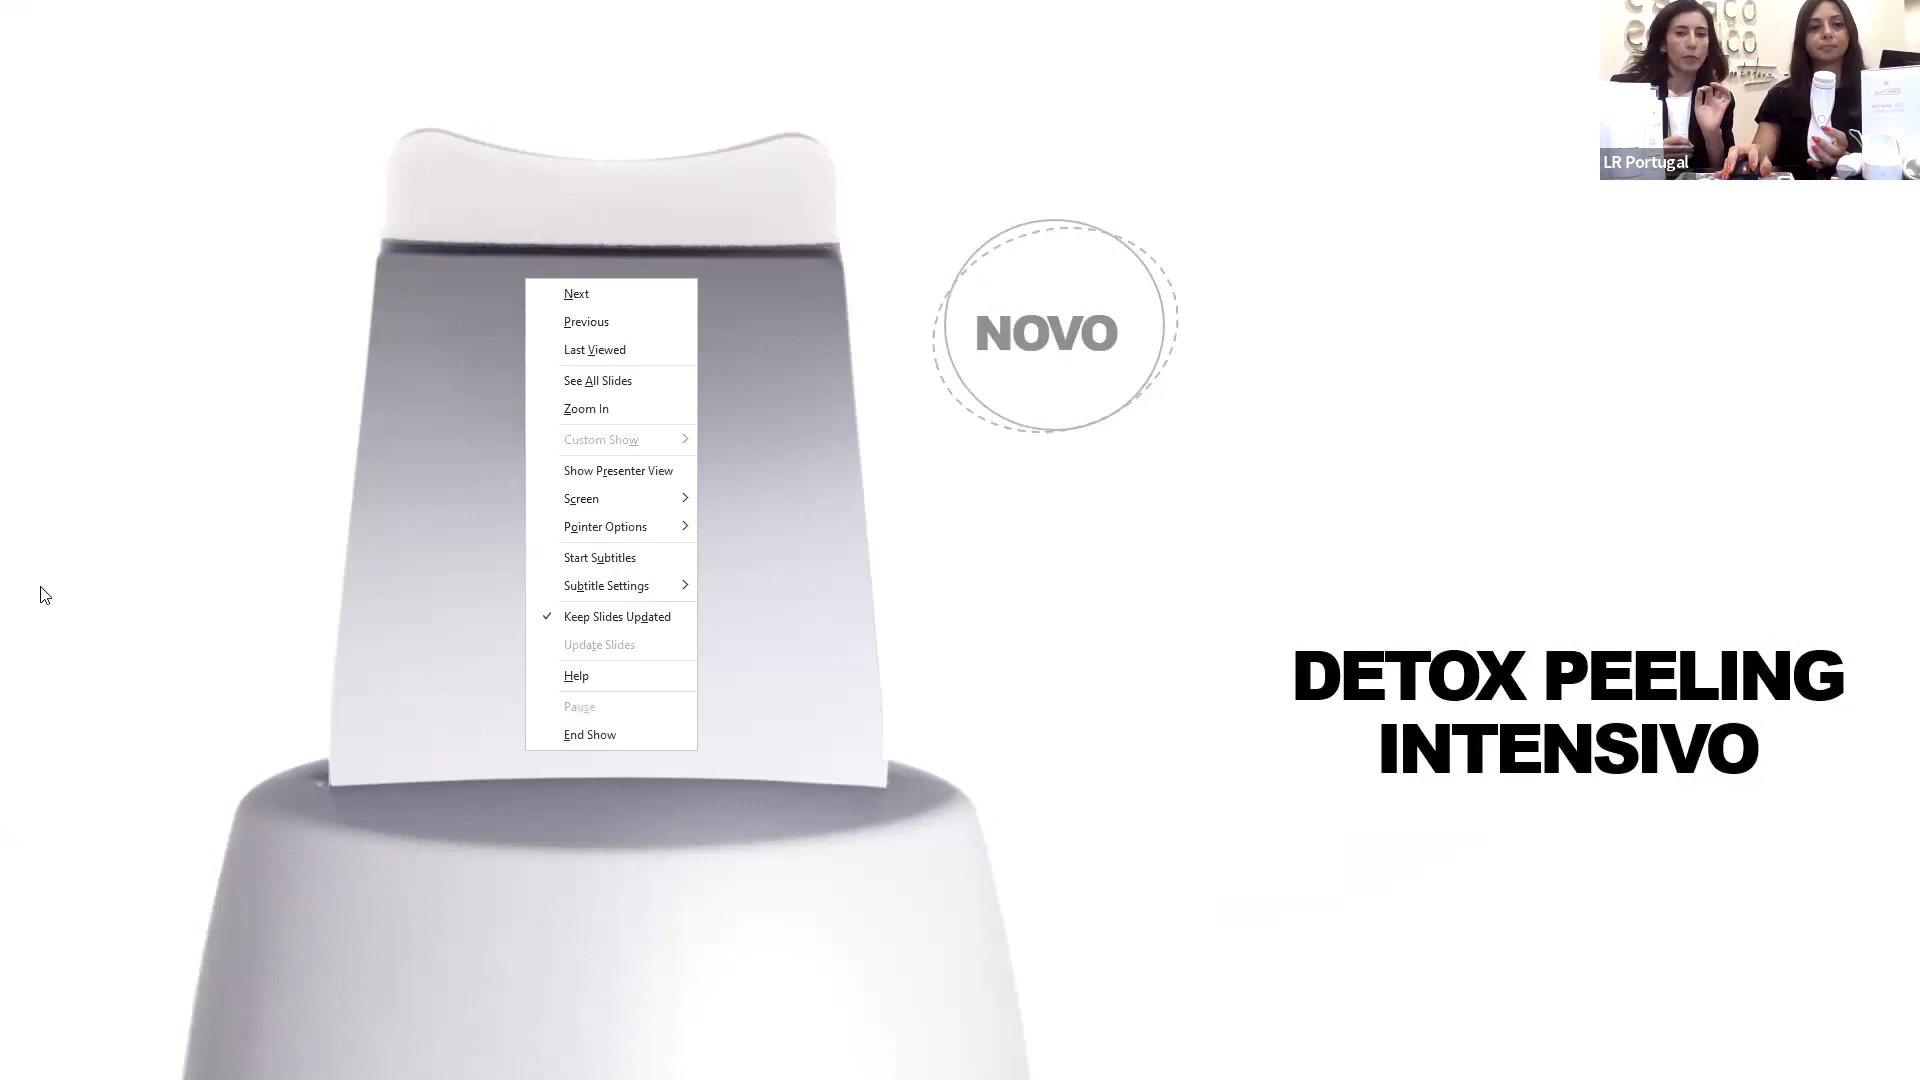 LR Portugal
NOVO
Next
Previous
Last Viewed
See All Slides
Zoom In
Custom Show
Show Presenter View
Screen
Pointer Options
Start Subtitles
Subtitle Settings
Keep Slides Updated
Update Slides
Help
Pause
End Show
DETOX PEELING
INTENSIVO